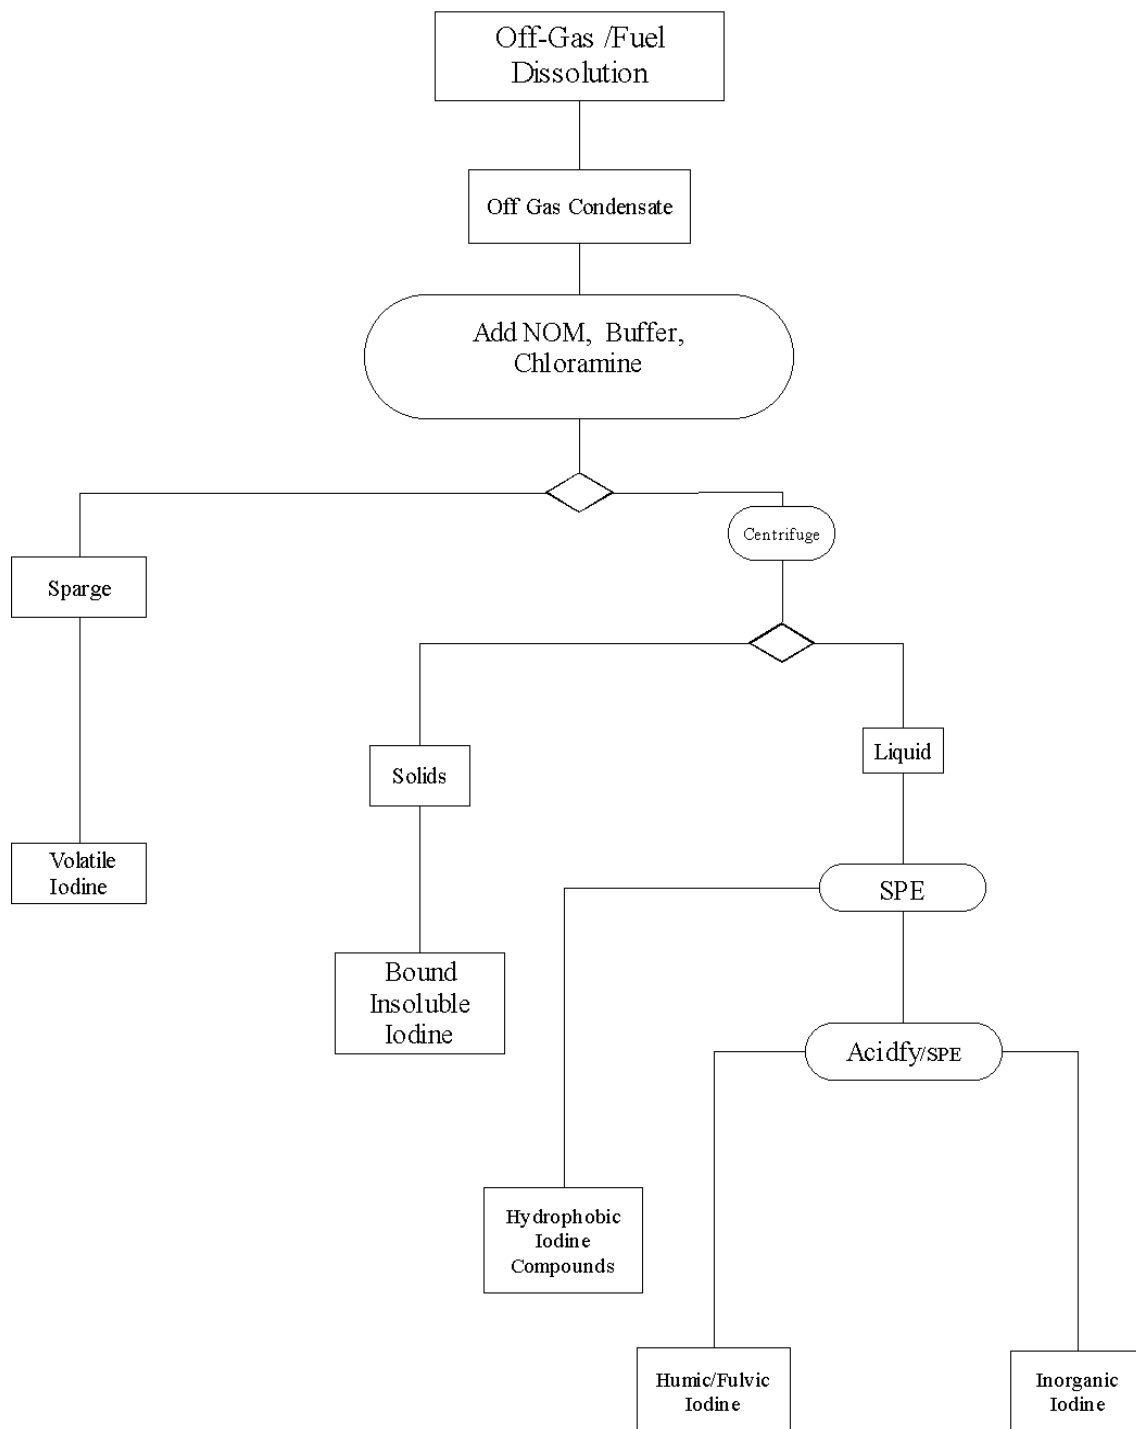 Off-Gas /Fuel
Dissolution
Off Gas Condensate
Add NOM, Buffer,
Chloramine
Centrifuge
Sparge
Solids
Liquid
Volatile
Iodine
SPE
Bound
Insoluble
Iodine
Acidfy/SPE
Hydrophobic
Iodine
Compounds
Humic/Fulvic
Iodine
Inorganic
Iodine